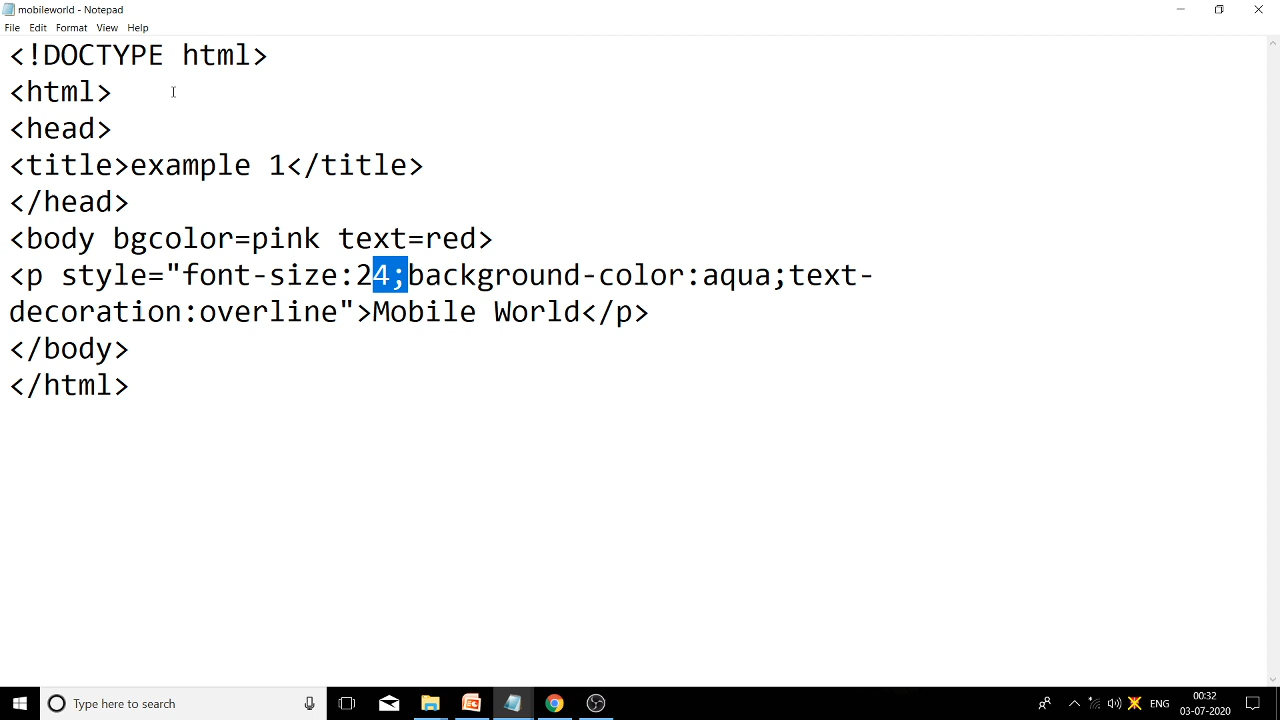 mobileworld - Notepad
File Edit Format View Help
<!DOCTYPE html>
<html>
<head>
<title>example 1</title>
</head>
<body bgcolor=pink text=red>
<p style="font-size:24;background-color:aqua;text-
decoration:overline">Mobile World</p>
</body>
</html>
Type here to search
ENG
00:32
03-07-2020